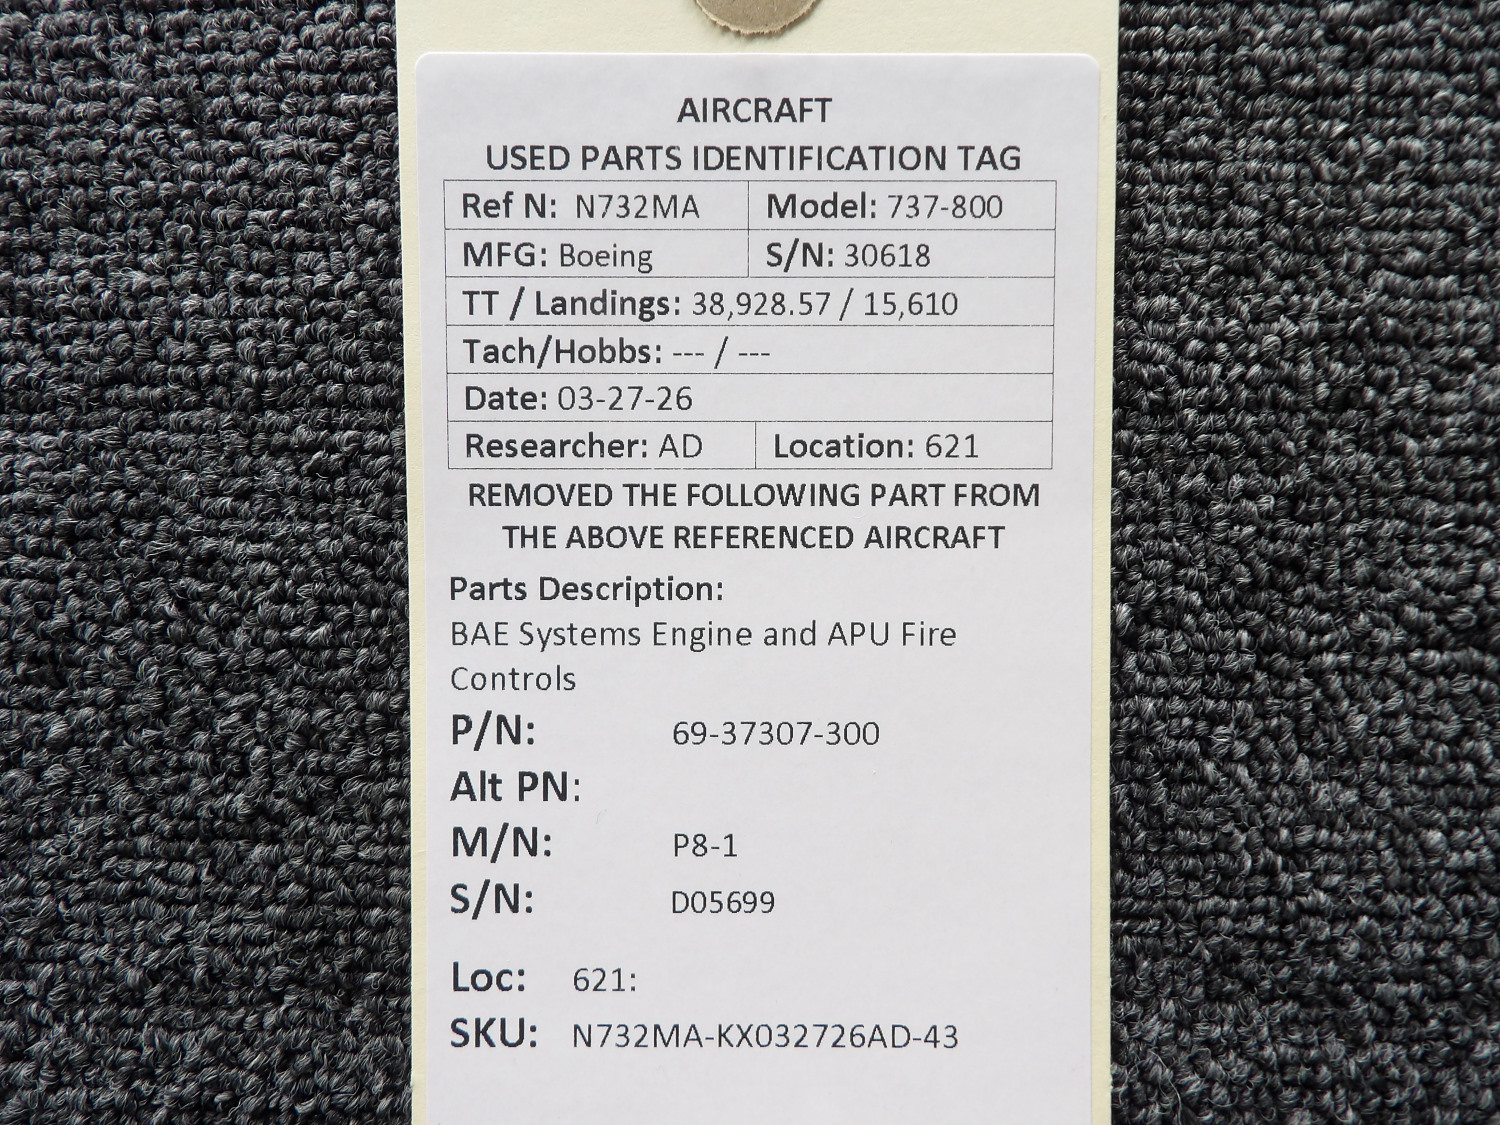 AIRCRAFT
USED PARTS IDENTIFICATION TAG
Ref N: N732MA Model: 737-800
MFG: Boeing S/N: 30618
TT / Landings: 38,928.57 / 15,610
Tach/Hobbs: --- / ---
Date: 03-27-26
Researcher: AD Location: 621
REMOVED THE FOLLOWING PART FROM
THE ABOVE REFERENCED AIRCRAFT
Parts Description:
BAE Systems Engine and APU Fire
Controls
P/N: 69-37307-300
Alt PN:
M/N: P8-1
S/N: D05699
Loc: 621:
SKU: N732MA-KX032726AD-43